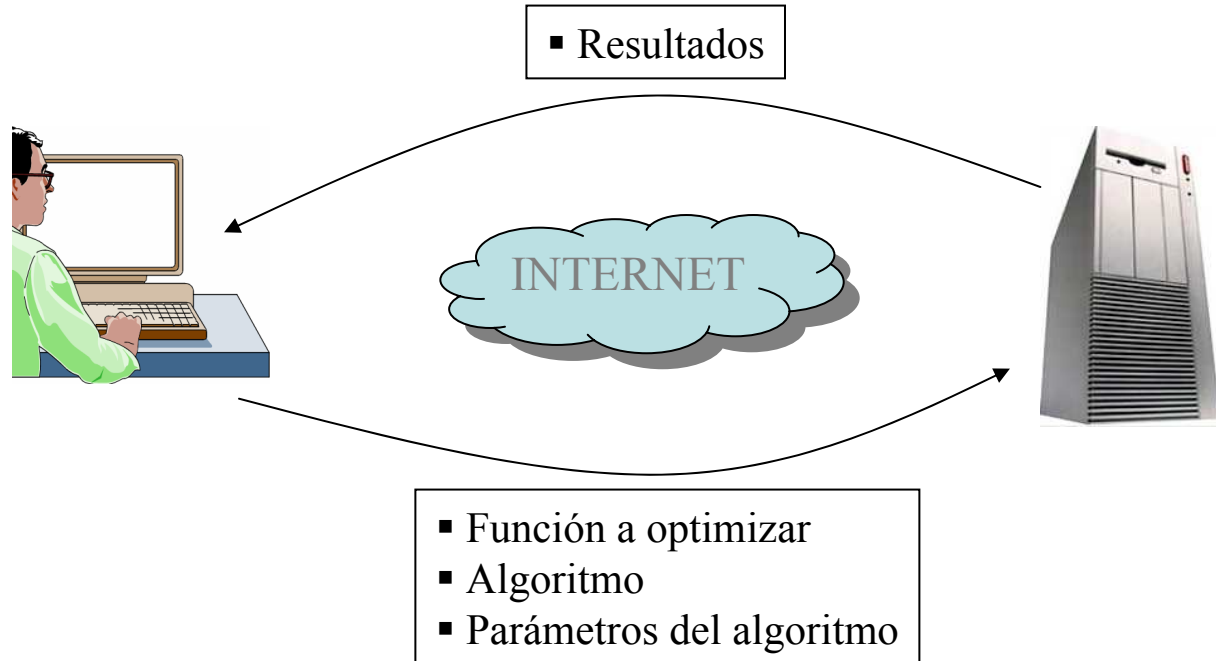 ▪ Resultados
INTERNET
▪ Función a optimizar
▪ Algoritmo
▪ Parámetros del algoritmo